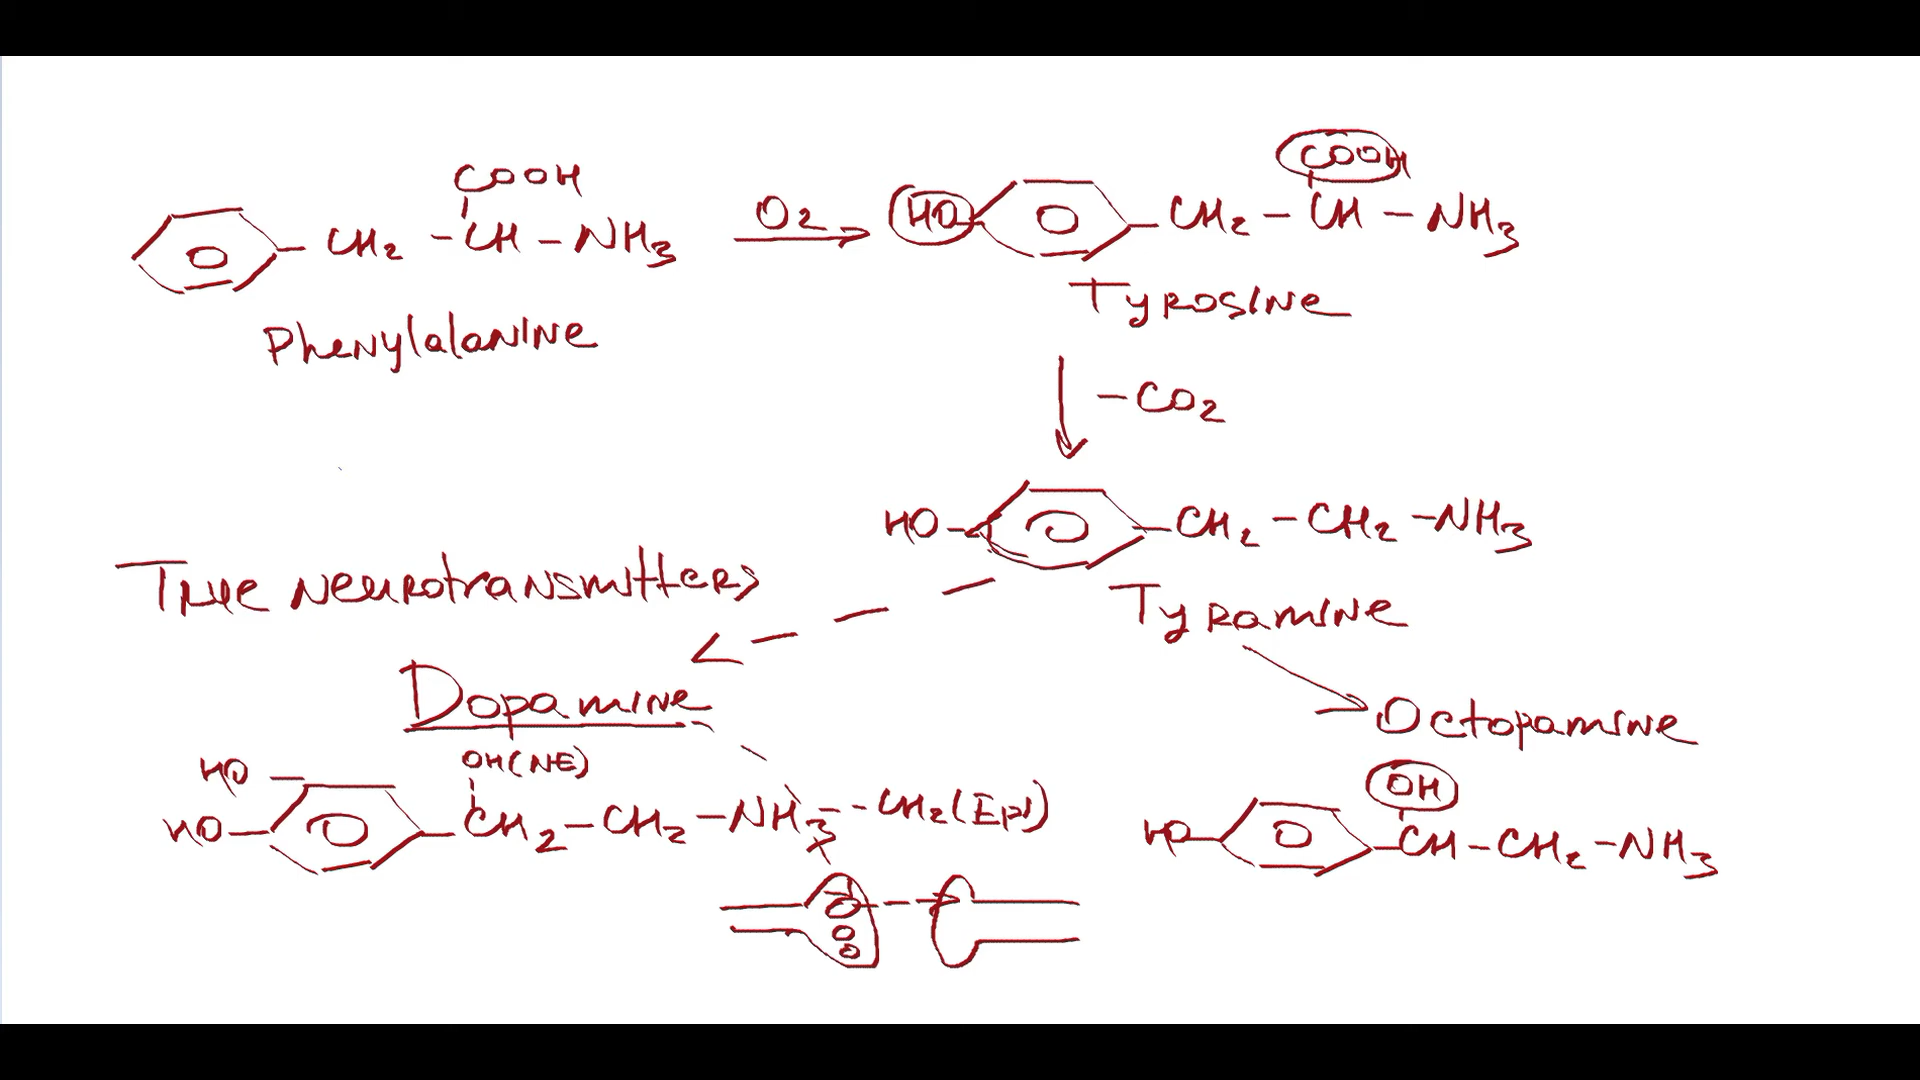 COOH
CH2 - CH - NH3
O2
COOH
HO - CH2 - CH - NH3
Phenylalanine
Tyrosine
- CO2
HO - CH2 - CH2 - NH3
True neurotransmitters
Tyramine
Dopamine
Octopamine
OH (NE)
HO
HO - CH2 - CH2 - NH3 - - CH2 (Epi)
OH
HO - CH - CH2 - NH3